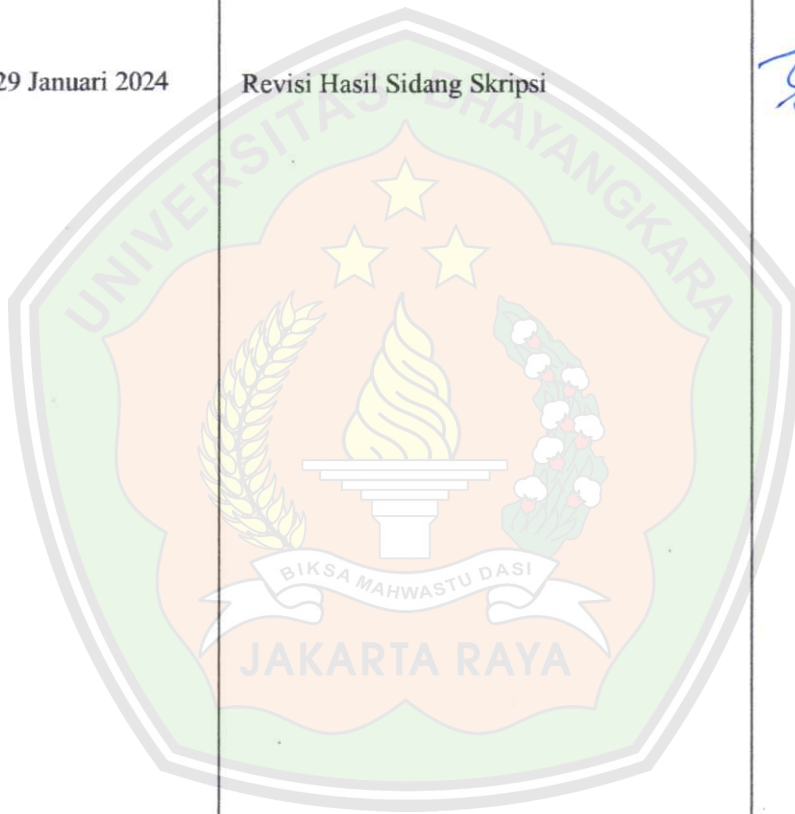 29 Januari 2024
Revisi Hasil Sidang Skripsi
UNIVERSITAS BHAYANGKARA
BIKSA MAHWASTU DASI
JAKARTA RAYA